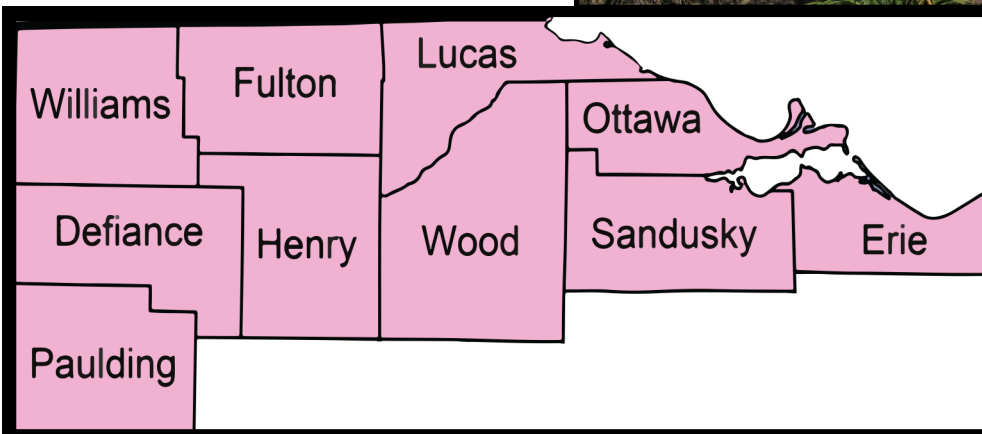 Lucas
Fulton
Williams
Ottawa
Defiance
Henry
Wood
Sandusky
Erie
Paulding